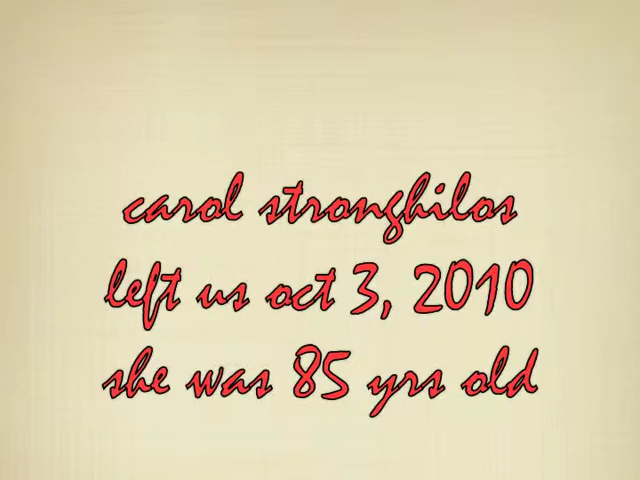 carol stronghilos
left us oct 3, 2010
she was 85 yrs old